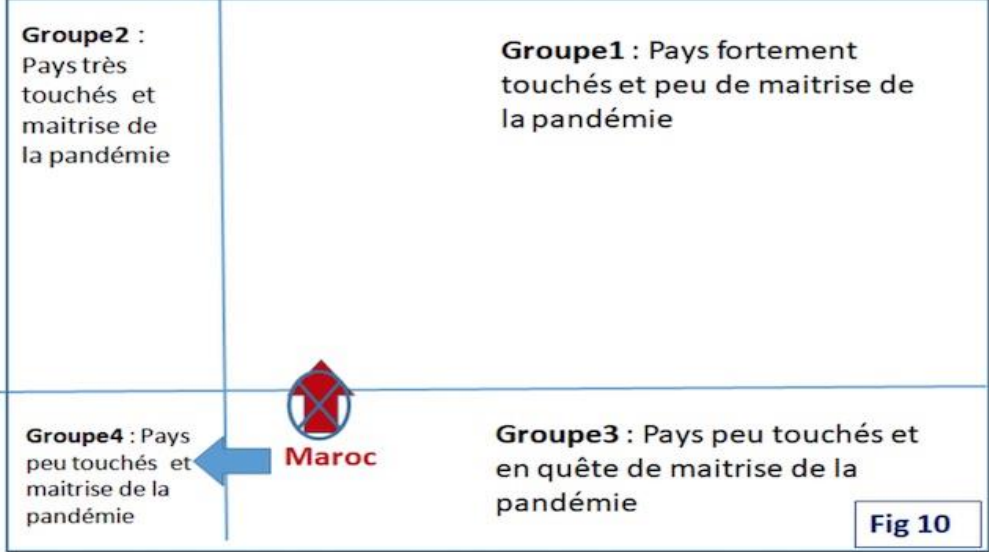 Groupe2 :
Pays très
touchés et
maitrise de
la pandémie
Groupe1 : Pays fortement
touchés et peu de maitrise de
la pandémie
Groupe4 : Pays
peu touchés et
maitrise de la
pandémie
Maroc
Groupe3 : Pays peu touchés et
en quête de maitrise de la
pandémie
Fig 10